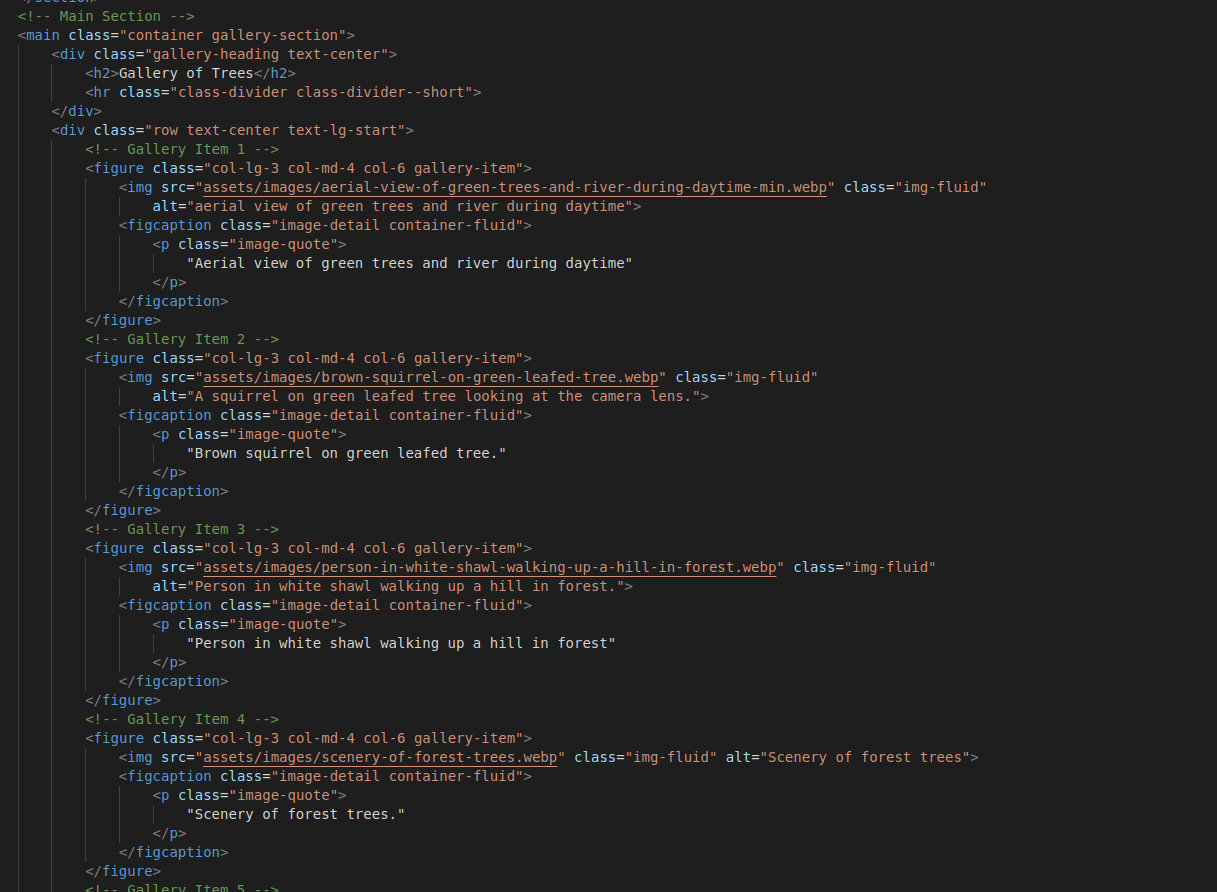 </section>
<!-- Main Section -->
<main class="container gallery-section">
<div class="gallery-heading text-center">
<h2>Gallery of Trees</h2>
<hr class="class-divider class-divider--short">
</div>
<div class="row text-center text-lg-start">
<!-- Gallery Item 1 -->
<figure class="col-lg-3 col-md-4 col-6 gallery-item">
<img src="assets/images/aerial-view-of-green-trees-and-river-during-daytime-min.webp" class="img-fluid"
alt="aerial view of green trees and river during daytime">
<figcaption class="image-detail container-fluid">
<p class="image-quote">
"Aerial view of green trees and river during daytime"
</p>
</figcaption>
</figure>
<!-- Gallery Item 2 -->
<figure class="col-lg-3 col-md-4 col-6 gallery-item">
<img src="assets/images/brown-squirrel-on-green-leafed-tree.webp" class="img-fluid"
alt="A squirrel on green leafed tree looking at the camera lens.">
<figcaption class="image-detail container-fluid">
<p class="image-quote">
"Brown squirrel on green leafed tree."
</p>
</figcaption>
</figure>
<!-- Gallery Item 3 -->
<figure class="col-lg-3 col-md-4 col-6 gallery-item">
<img src="assets/images/person-in-white-shawl-walking-up-a-hill-in-forest.webp" class="img-fluid"
alt="Person in white shawl walking up a hill in forest.">
<figcaption class="image-detail container-fluid">
<p class="image-quote">
"Person in white shawl walking up a hill in forest"
</p>
</figcaption>
</figure>
<!-- Gallery Item 4 -->
<figure class="col-lg-3 col-md-4 col-6 gallery-item">
<img src="assets/images/scenery-of-forest-trees.webp" class="img-fluid" alt="Scenery of forest trees">
<figcaption class="image-detail container-fluid">
<p class="image-quote">
"Scenery of forest trees."
</p>
</figcaption>
</figure>
<!-- Gallery Item 5 -->